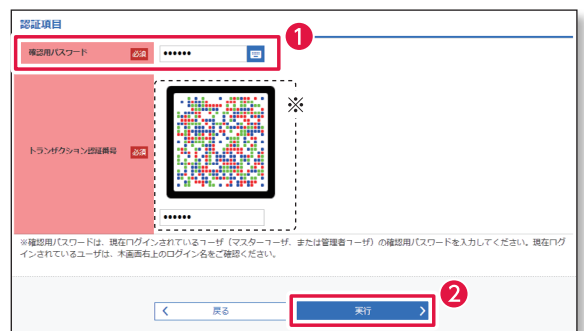 認証項目
1
確認用パスワード 必須 ••••••
※
トランザクション認証番号 必須
••••••
※確認用パスワードは、現在ログインされているユーザ（マスターユーザ、または管理者ユーザ）の確認用パスワードを入力してください。現在ログ
インされているユーザは、本画面右上のログイン名をご確認ください。
2
戻る 実行